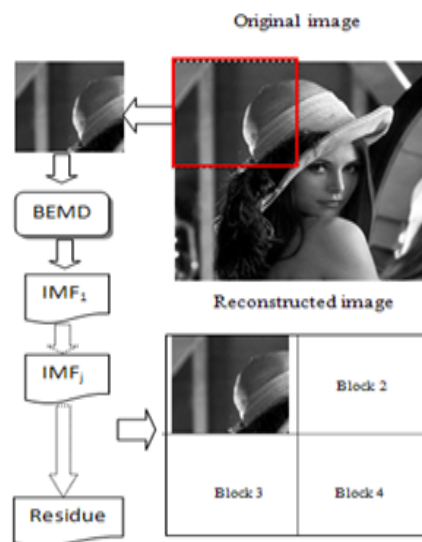 Original image
BEMD
IMF1
Reconstructed image
IMFj
Block 2
Block 3
Block 4
Residue